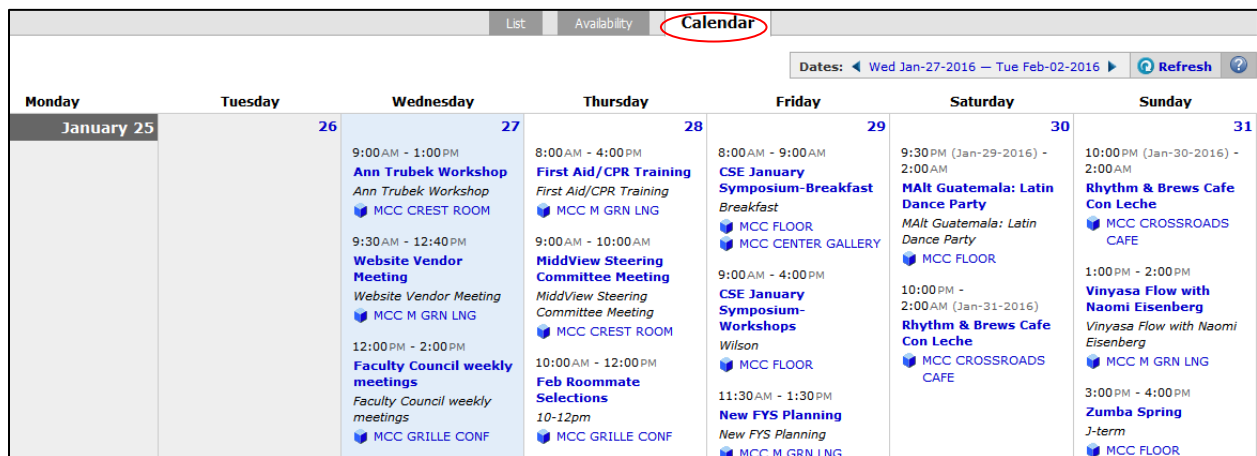 List
Availability
Calendar
Dates: Wed Jan-27-2016 — Tue Feb-02-2016
Refresh
?
Monday
Tuesday
Wednesday
Thursday
Friday
Saturday
Sunday
January 25
26
27
9:00AM - 1:00PM
Ann Trubek Workshop
Ann Trubek Workshop
MCC CREST ROOM
9:30AM - 12:40PM
Website Vendor
Meeting
Website Vendor Meeting
MCC M GRN LNG
12:00PM - 2:00PM
Faculty Council weekly
meetings
Faculty Council weekly
meetings
MCC GRILLE CONF
28
8:00AM - 4:00PM
First Aid/CPR Training
First Aid/CPR Training
MCC M GRN LNG
9:00AM - 10:00AM
MiddView Steering
Committee Meeting
MiddView Steering
Committee Meeting
MCC CREST ROOM
10:00AM - 12:00PM
Feb Roommate
Selections
10-12pm
MCC GRILLE CONF
29
8:00AM - 9:00AM
CSE January
Symposium-Breakfast
Breakfast
MCC FLOOR
MCC CENTER GALLERY
9:00AM - 4:00PM
CSE January
Symposium-
Workshops
Wilson
MCC FLOOR
11:30AM - 1:30PM
New FYS Planning
New FYS Planning
MCC M GRN LNG
30
9:30PM (Jan-29-2016) -
2:00AM
MAlt Guatemala: Latin
Dance Party
MAlt Guatemala: Latin
Dance Party
MCC FLOOR
10:00PM -
2:00AM (Jan-31-2016)
Rhythm & Brews Cafe
Con Leche
MCC CROSSROADS
CAFE
31
10:00PM (Jan-30-2016) -
2:00AM
Rhythm & Brews Cafe
Con Leche
MCC CROSSROADS
CAFE
1:00PM - 2:00PM
Vinyasa Flow with
Naomi Eisenberg
Vinyasa Flow with Naomi
Eisenberg
MCC M GRN LNG
3:00PM - 4:00PM
Zumba Spring
J-term
MCC FLOOR